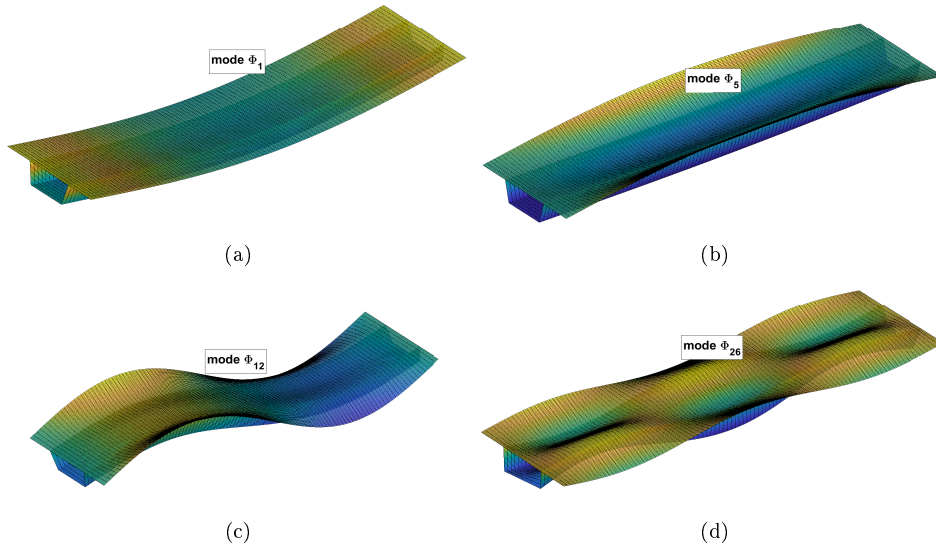 mode Φ1
mode Φ5
(a)
(b)
mode Φ12
mode Φ26
(c)
(d)